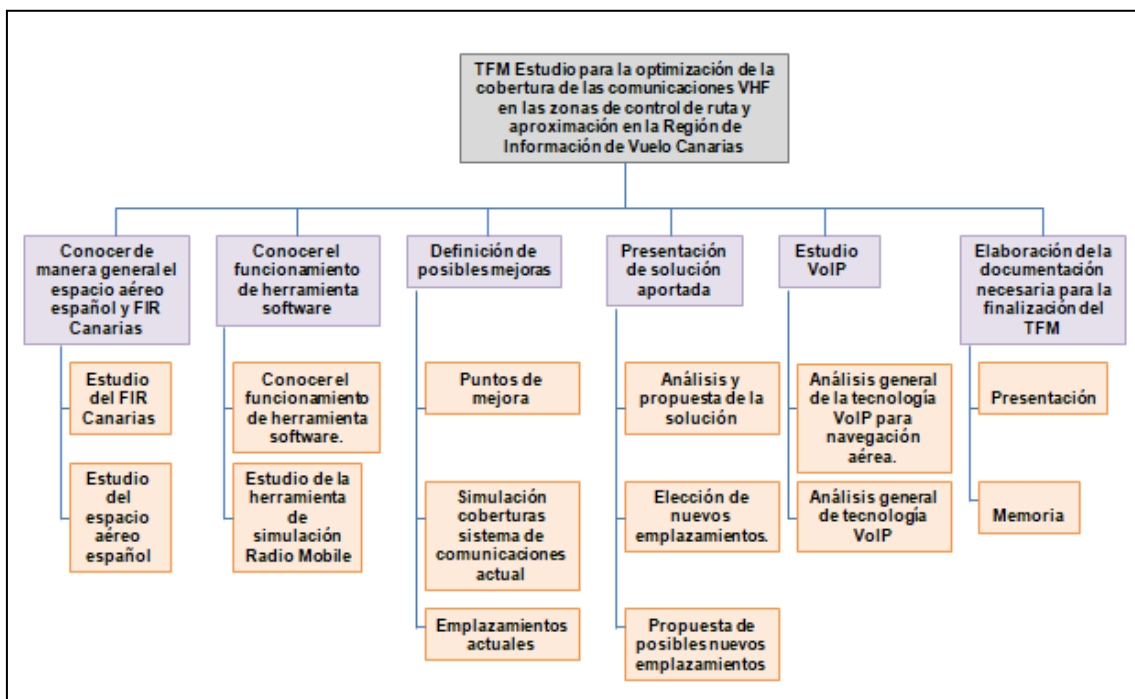 TFM Estudio para la optimización de la
cobertura de las comunicaciones VHF
en las zonas de control de ruta y
aproximación en la Región de
Información de Vuelo Canarias
Conocer de
manera general el
espacio aéreo
español y FIR
Canarias
Estudio
del FIR
Canarias
Estudio
del
espacio
aéreo
español
Conocer el
funcionamiento
de herramienta
software
Conocer el
funcionamiento
de herramienta
software.
Estudio de la
herramienta
de
simulación
Radio Mobile
Definición de
posibles mejoras
Puntos de
mejora
Simulación
coberturas
sistema de
comunicaciones
actual
Emplazamientos
actuales
Presentación
de solución
aportada
Análisis y
propuesta de la
solución
Elección de
nuevos
emplazamientos.
Propuesta de
posibles nuevos
emplazamientos
Estudio
VoIP
Análisis general
de la tecnología
VoIP para
navegación
aérea.
Análisis general
de tecnología
VoIP
Elaboración de la
documentación
necesaria para la
finalización del
TFM
Presentación
Memoria